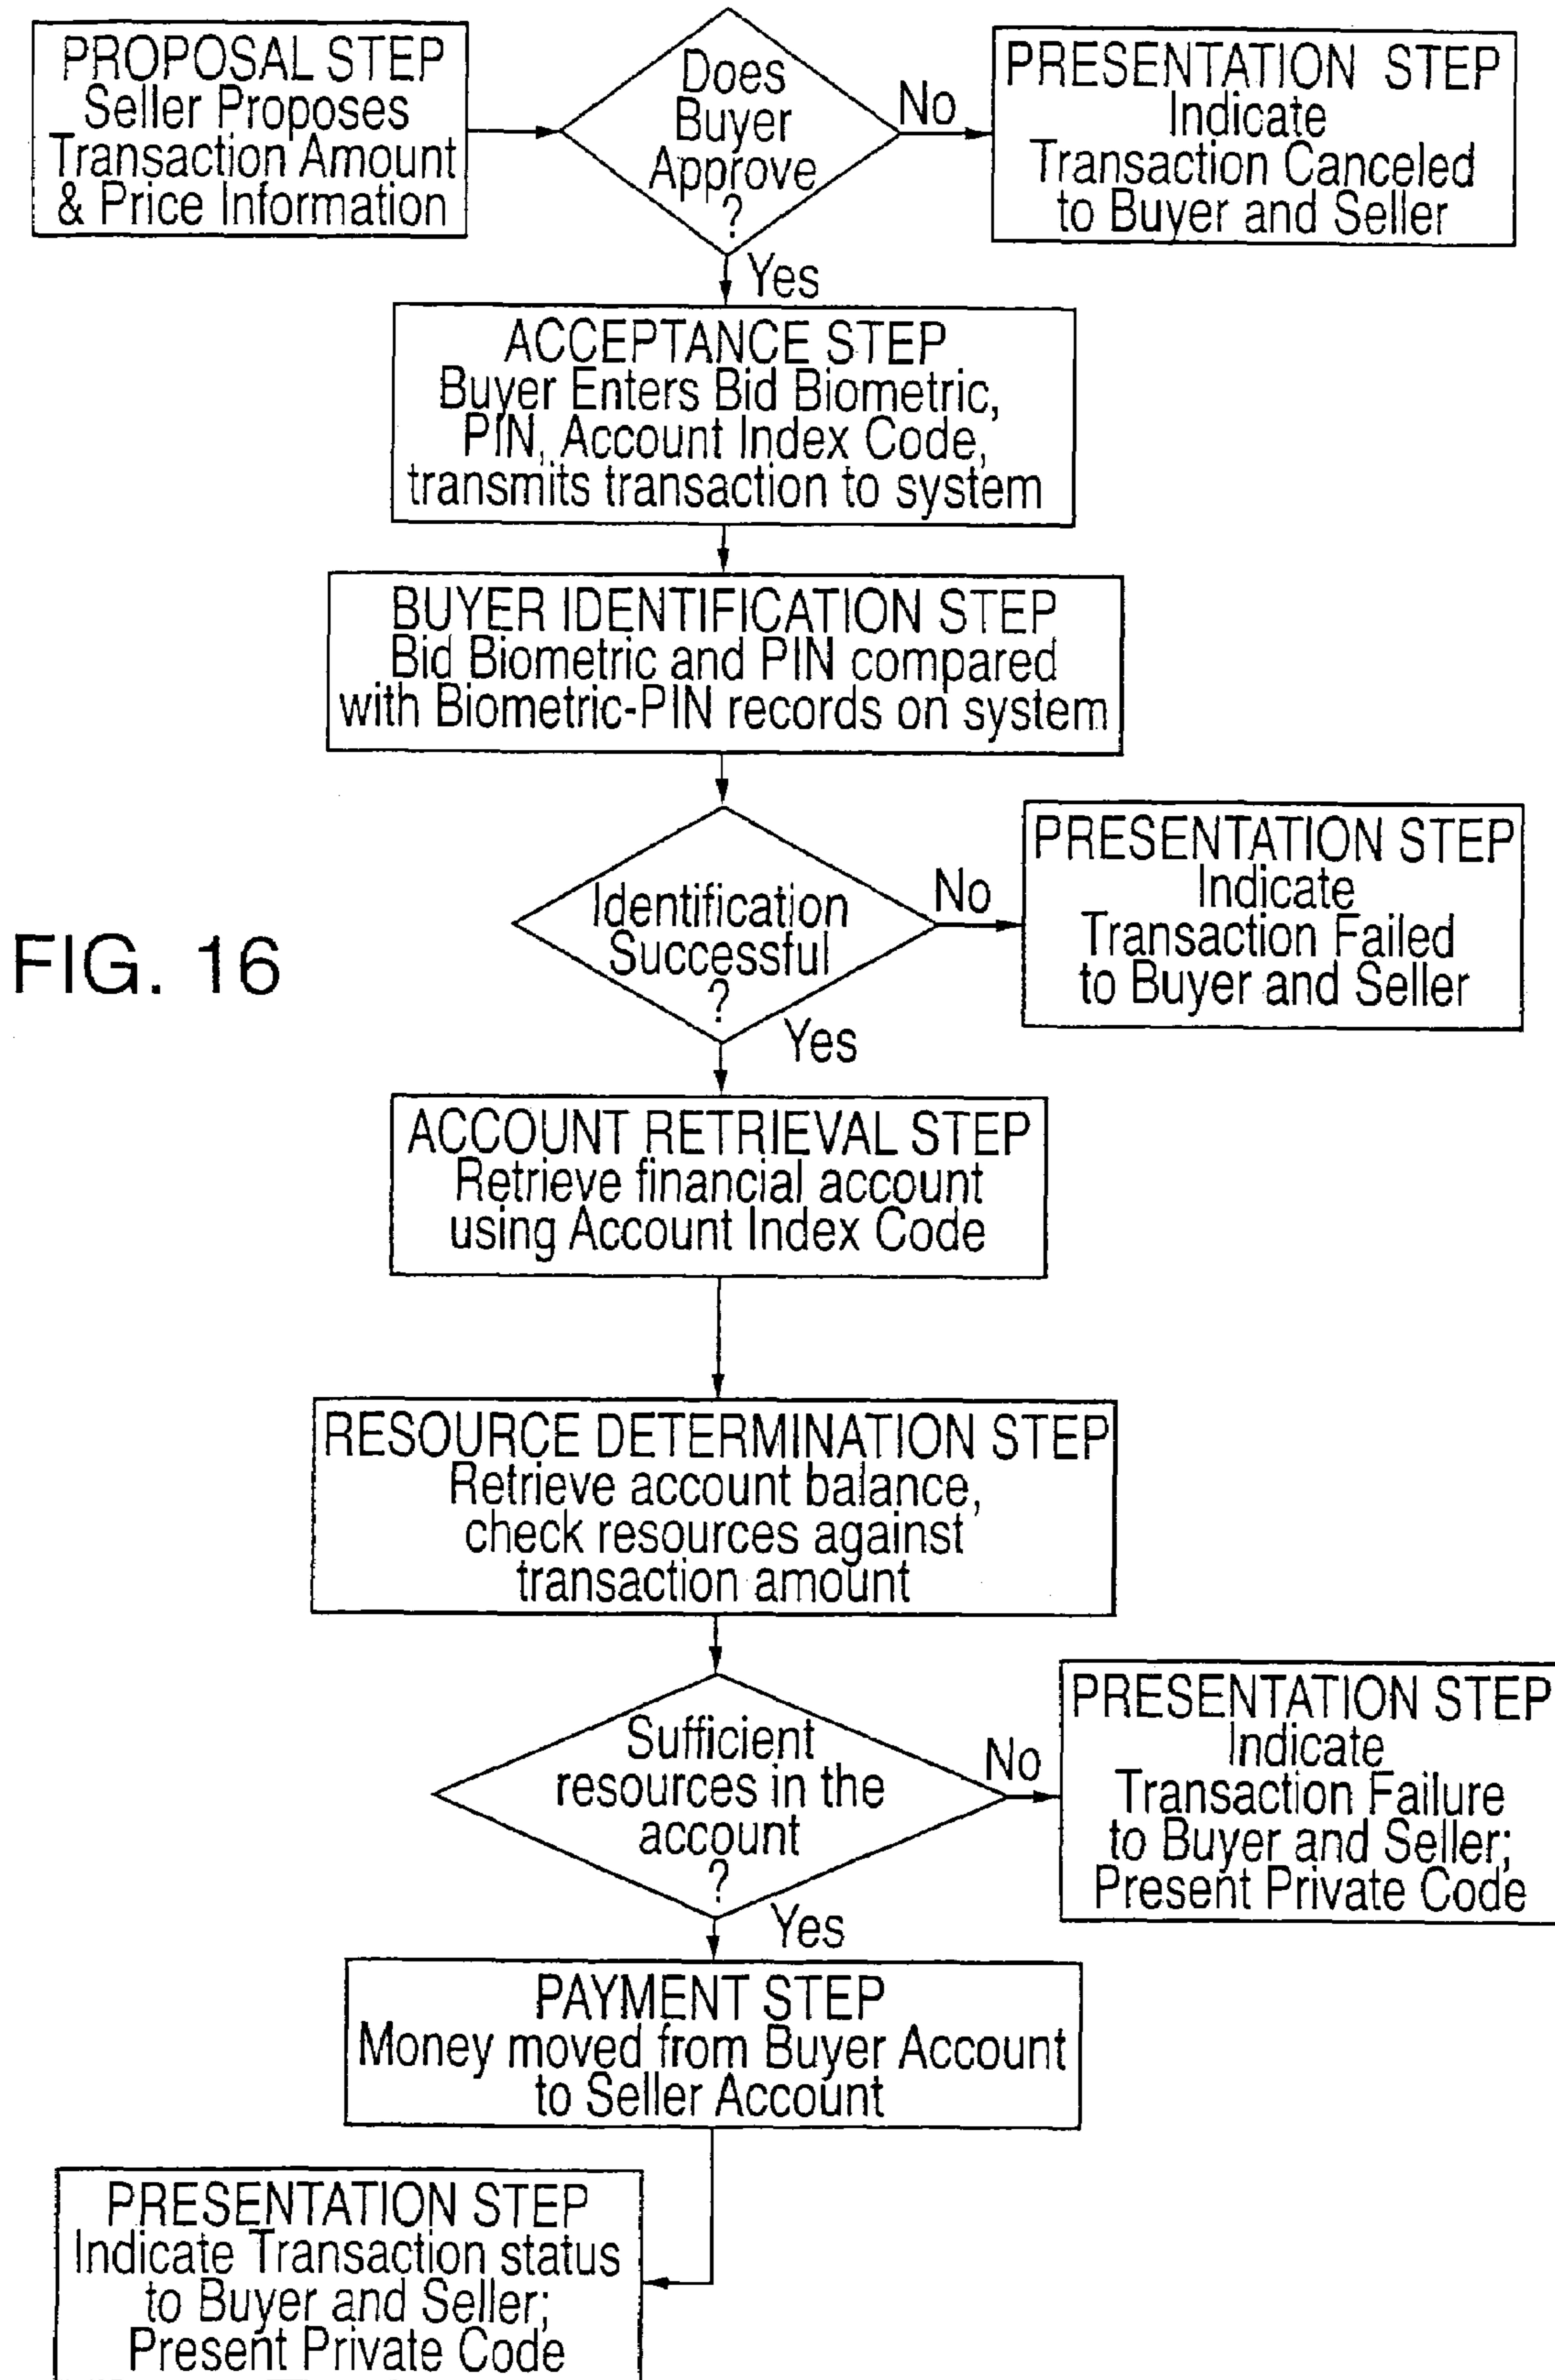 PROPOSAL STEP
Seller Proposes
Transaction Amount
& Price Information
Does
Buyer
Approve
?
No
PRESENTATION STEP
Indicate
Transaction Canceled
to Buyer and Seller
Yes
ACCEPTANCE STEP
Buyer Enters Bid Biometric,
PIN, Account Index Code,
transmits transaction to system
BUYER IDENTIFICATION STEP
Bid Biometric and PIN compared
with Biometric-PIN records on system
Identification
Successful
?
No
PRESENTATION STEP
Indicate
Transaction Failed
to Buyer and Seller
FIG. 16
Yes
ACCOUNT RETRIEVAL STEP
Retrieve financial account
using Account Index Code
RESOURCE DETERMINATION STEP
Retrieve account balance,
check resources against
transaction amount
Sufficient
resources in the
account
?
No
PRESENTATION STEP
Indicate
Transaction Failure
to Buyer and Seller;
Present Private Code
Yes
PAYMENT STEP
Money moved from Buyer Account
to Seller Account
PRESENTATION STEP
Indicate Transaction status
to Buyer and Seller;
Present Private Code